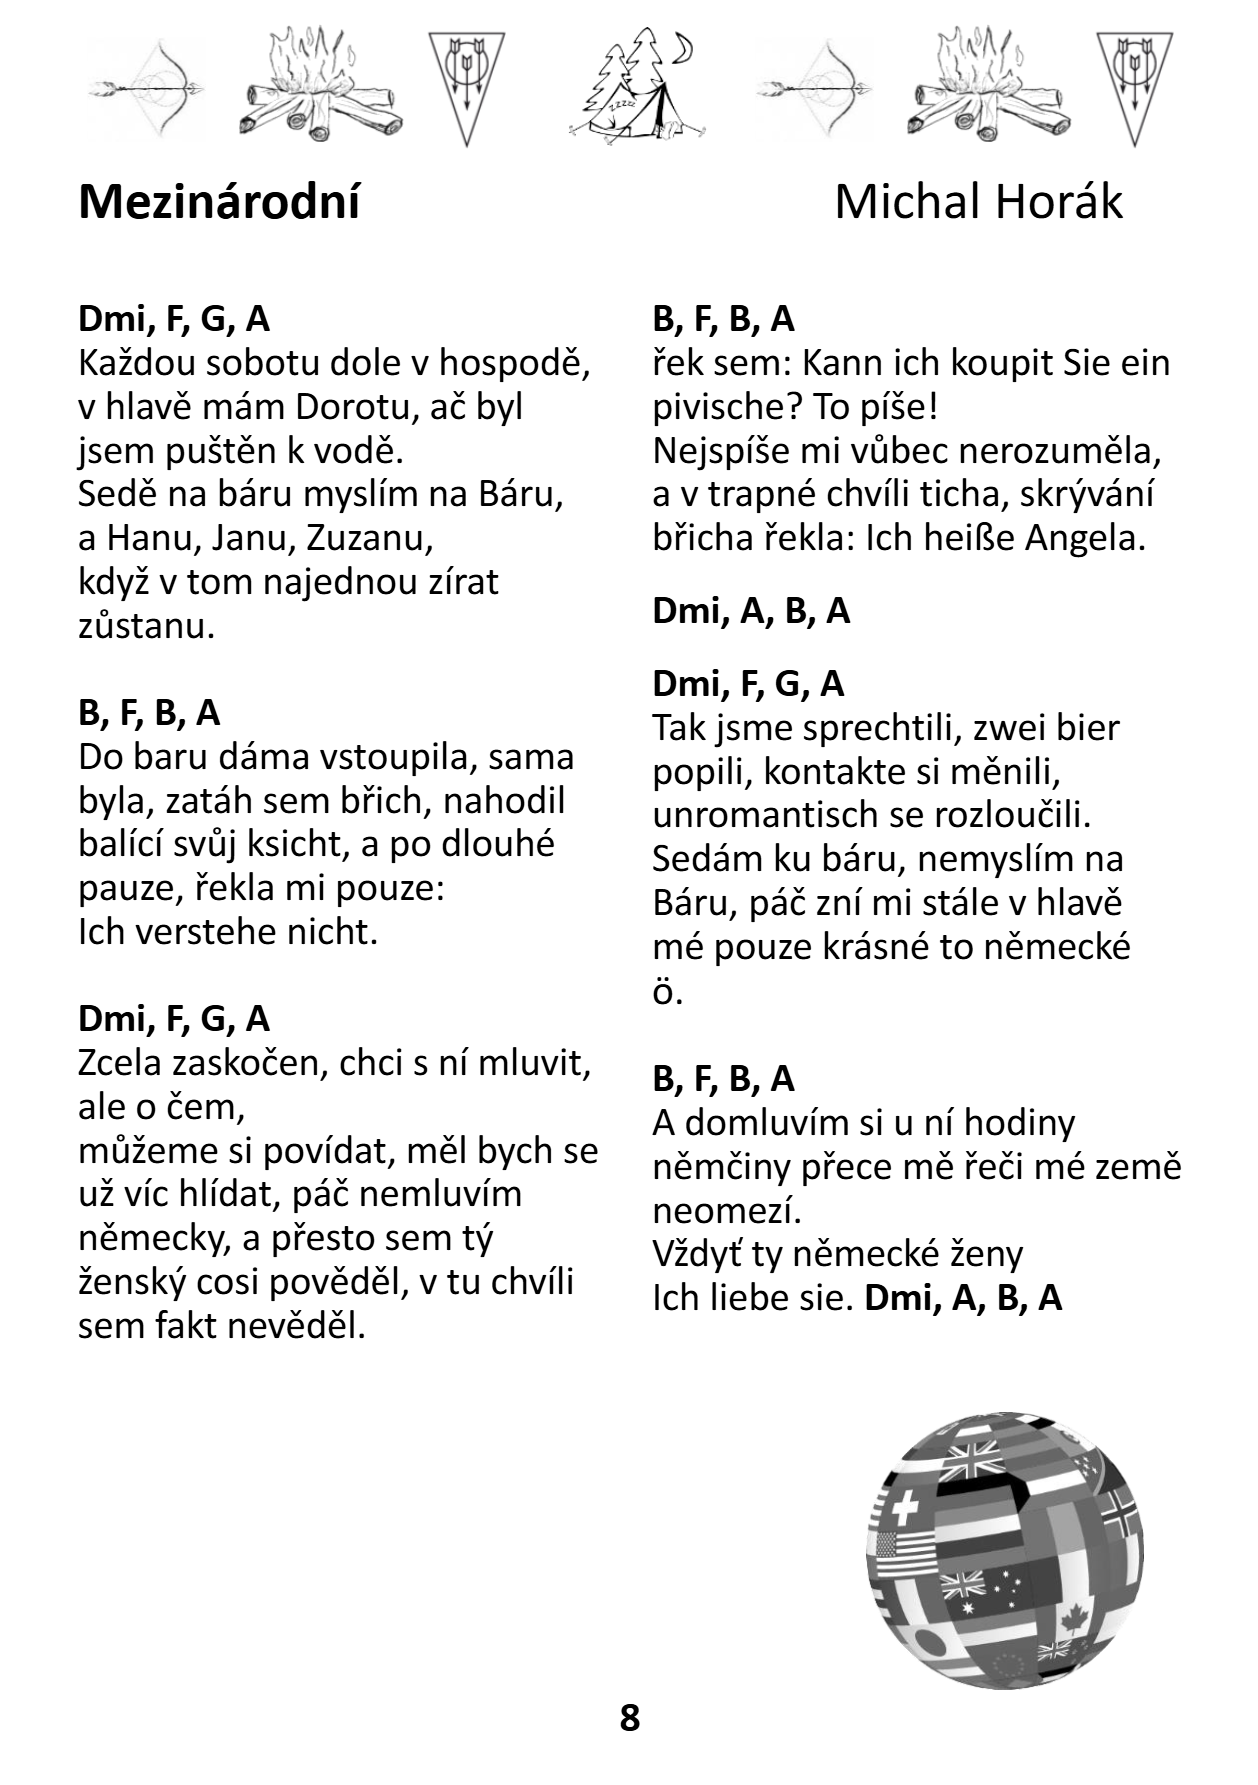 Mezinárodní
Michal Horák
Dmi, F, G, A
Každou sobotu dole v hospodě,
v hlavě mám Dorotu, ač byl
jsem puštěn k vodě.
Sedě na báru myslím na Báru,
a Hanu, Janu, Zuzanu,
když v tom najednou zírat
zůstanu.
B, F, B, A
Do baru dáma vstoupila, sama
byla, zatáh sem břich, nahodil
balící svůj ksicht, a po dlouhé
pauze, řekla mi pouze:
Ich verstehe nicht.
Dmi, F, G, A
Zcela zaskočen, chci s ní mluvit,
ale o čem,
můžeme si povídat, měl bych se
už víc hlídat, páč nemluvím
německy, a přesto sem tý
ženský cosi pověděl, v tu chvíli
sem fakt nevěděl.
B, F, B, A
řek sem: Kann ich koupit Sie ein
pivische? To píše!
Nejspíše mi vůbec nerozuměla,
a v trapné chvíli ticha, skrývání
břicha řekla: Ich heiße Angela.
Dmi, A, B, A
Dmi, F, G, A
Tak jsme sprechtili, zwei bier
popili, kontakte si měnili,
unromantisch se rozloučili.
Sedám ku báru, nemyslím na
Báru, páč zní mi stále v hlavě
mé pouze krásné to německé
ö.
B, F, B, A
A domluvím si u ní hodiny
němčiny přece mě řeči mé země
neomezí.
Vždyť ty německé ženy
Ich liebe sie. Dmi, A, B, A
8